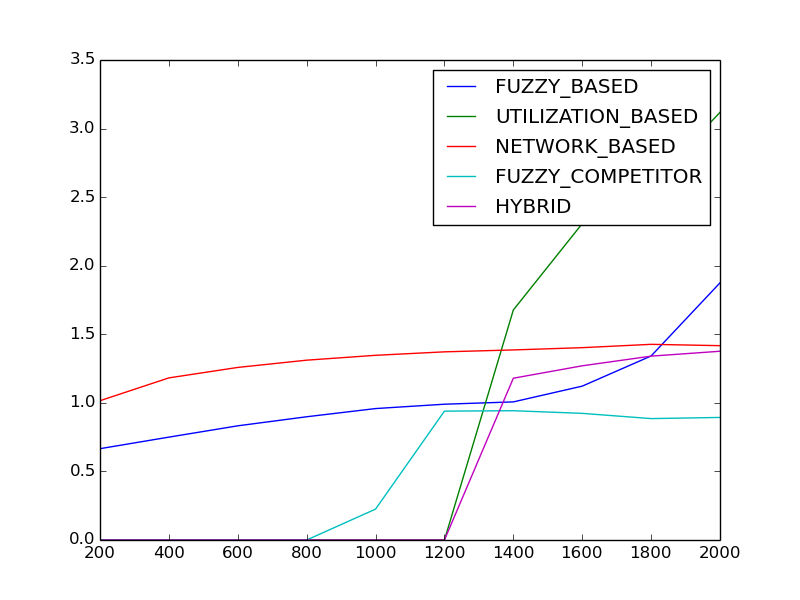 3.5
3.0
2.5
2.0
1.5
1.0
0.5
0.0
200 400 600 800 1000 1200 1400 1600 1800 2000
FUZZY_BASED
UTILIZATION_BASED
NETWORK_BASED
FUZZY_COMPETITOR
HYBRID